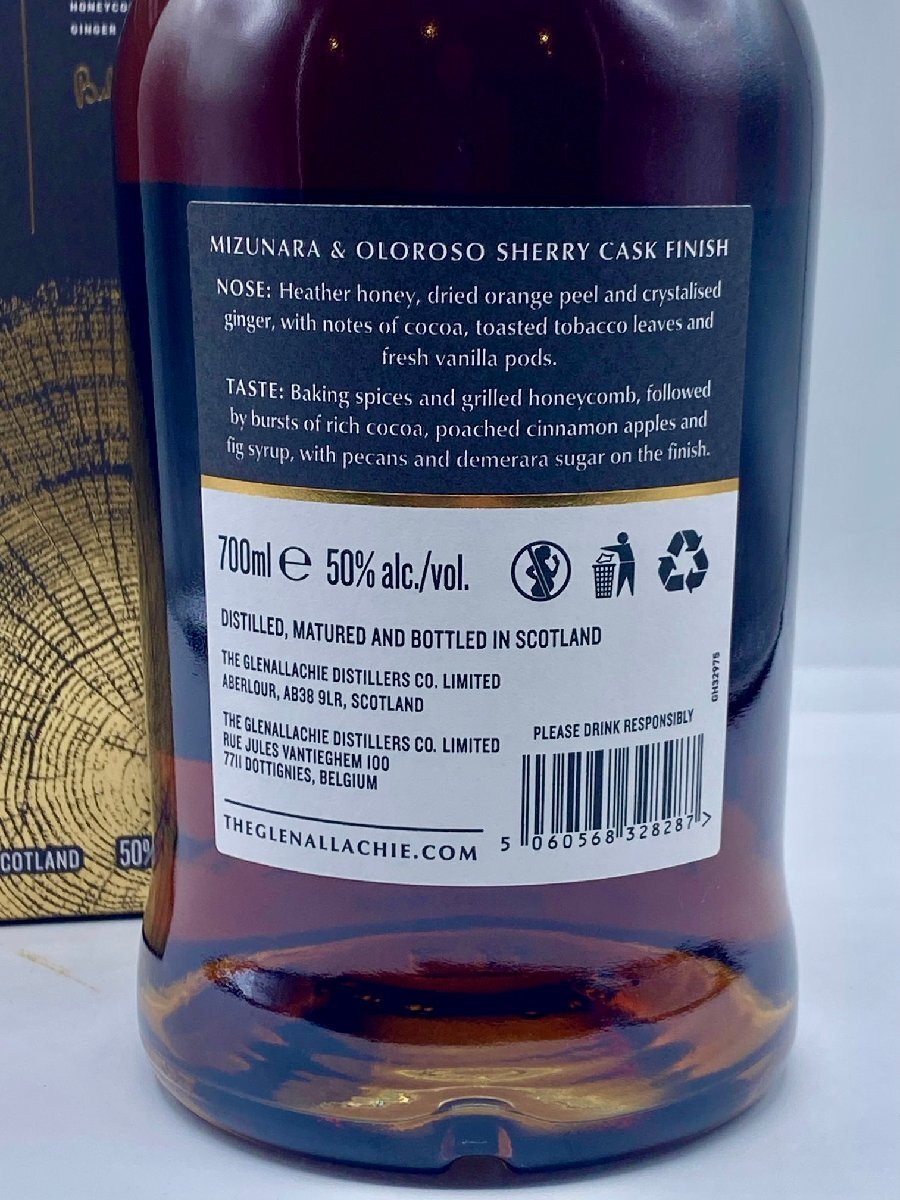 GINGER
COTLAND
50%
MIZUNARA & OLOROSO SHERRY CASK FINISH
NOSE: Heather honey, dried orange peel and crystalised
ginger, with notes of cocoa, toasted tobacco leaves and
fresh vanilla pods.
TASTE: Baking spices and grilled honeycomb, followed
by bursts of rich cocoa, poached cinnamon apples and
fig syrup, with pecans and demerara sugar on the finish.
700ml e 50% alc./vol.
DISTILLED, MATURED AND BOTTLED IN SCOTLAND
THE GLENALLACHIE DISTILLERS CO. LIMITED
ABERLOUR, AB38 9LR, SCOTLAND
THE GLENALLACHIE DISTILLERS CO. LIMITED
RUE JULES VANTIEGHEM 100
7711 DOTTIGNIES, BELGIUM
THEGLENALLACHIE.COM
GH32975
PLEASE DRINK RESPONSIBLY
5 060568 328287 >